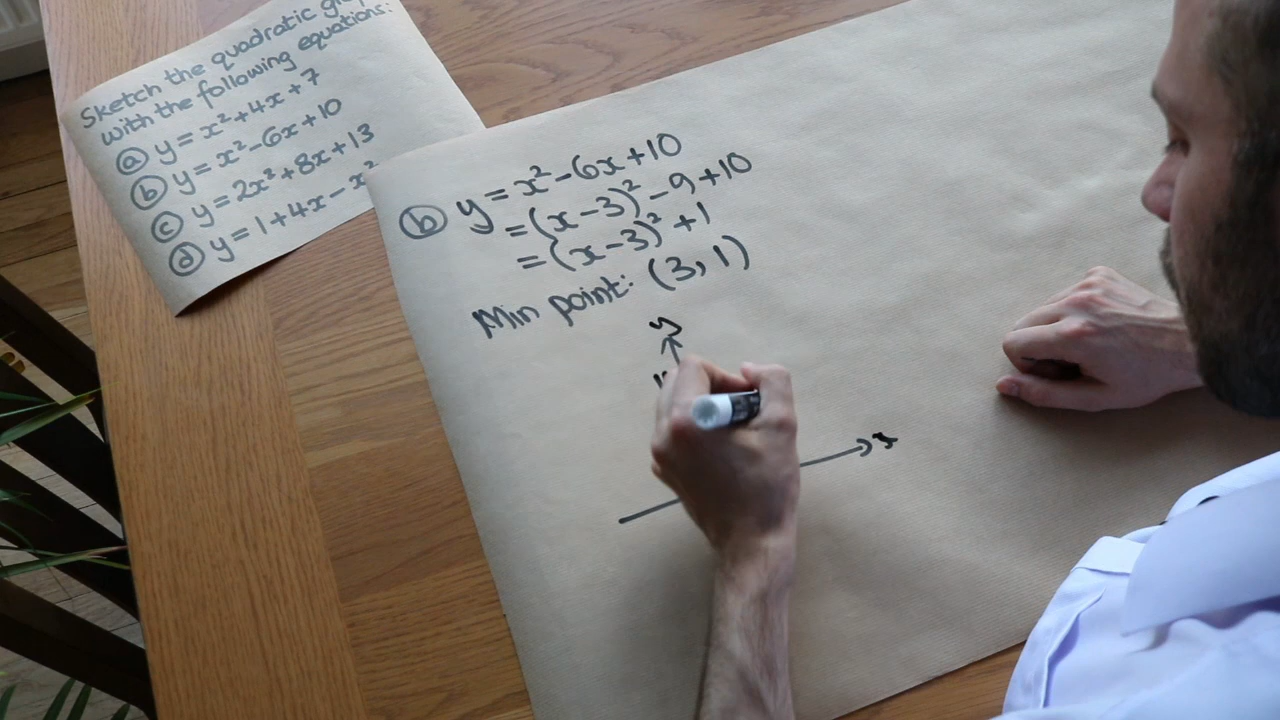 Sketch the quadratic
with the following equations:
ⓐ y = x² + 4x + 7
ⓑ y = x² - 6x + 10
ⓒ y = 2x² + 8x + 13
ⓓ y = 1 + 4x - x²
ⓑ y = x² - 6x + 10
= (x - 3)² - 9 + 10
= (x - 3)² + 1
Min point: (3, 1)
y
x